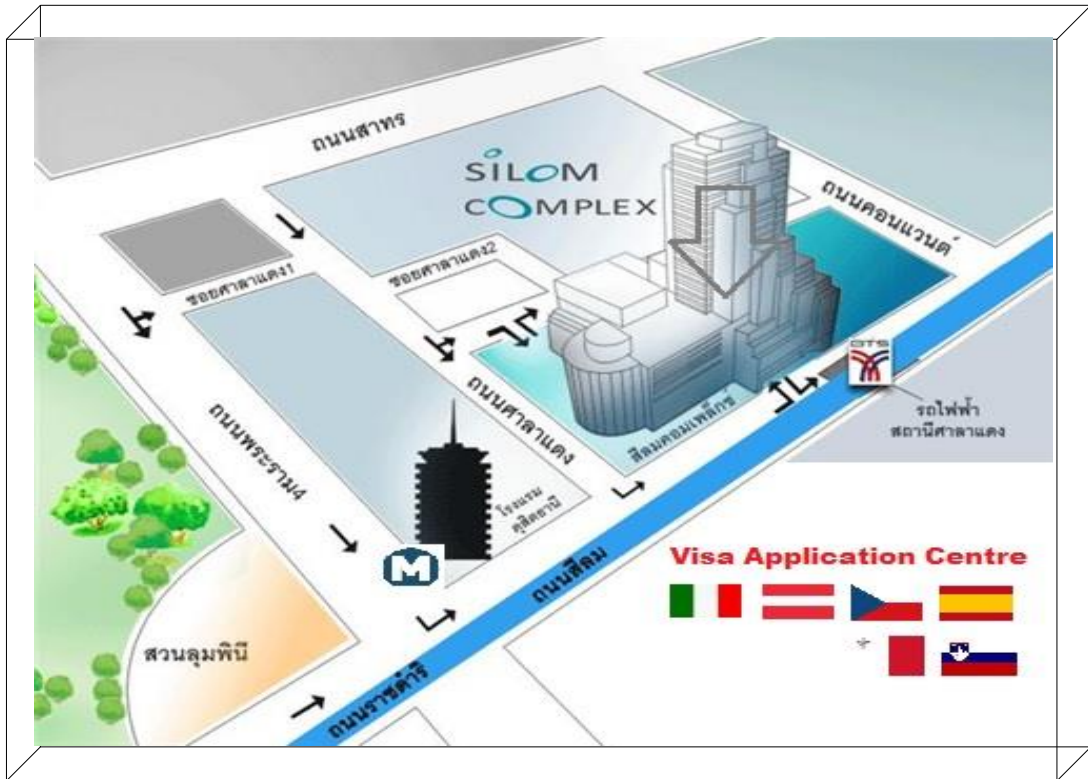 ถนนสาทร
SiLOM
COMPLEX
ถนนคอนแวนต์
ซอยศาลาแดง1
ซอยศาลาแดง2
BTS
รถไฟฟ้า
สถานีศาลาแดง
ถนนศาลาแดง
สีลมคอมเพล็กซ์
ถนนพระราม4
โรงแรม
ดุสิตธานี
M
ถนนสีลม
Visa Application Centre
สวนลุมพินี
ถนนราชดำริ